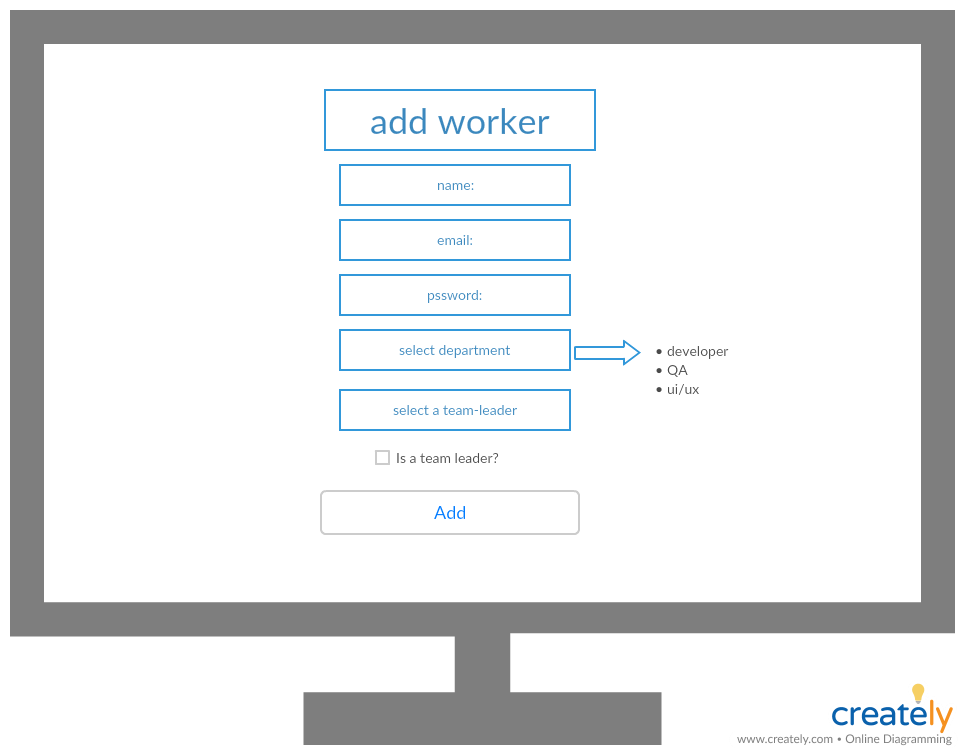 add worker
name:
email:
pssword:
select department
• developer
• QA
• ui/ux
select a team-leader
Is a team leader?
Add
creately
www.creately.com • Online Diagramming